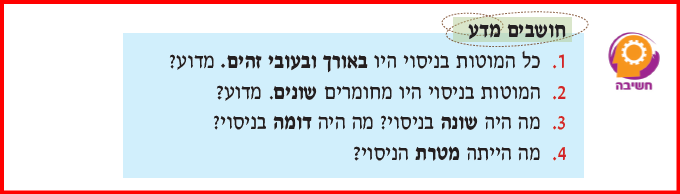 חושבים מדע
1. כל המוטות בניסוי היו באורך ובעובי זהים. מדוע?
2. המוטות בניסוי היו מחומרים שונים. מדוע?
3. מה היה שונה בניסוי? מה היה דומה בניסוי?
4. מה הייתה מטרת הניסוי?
חשיבה